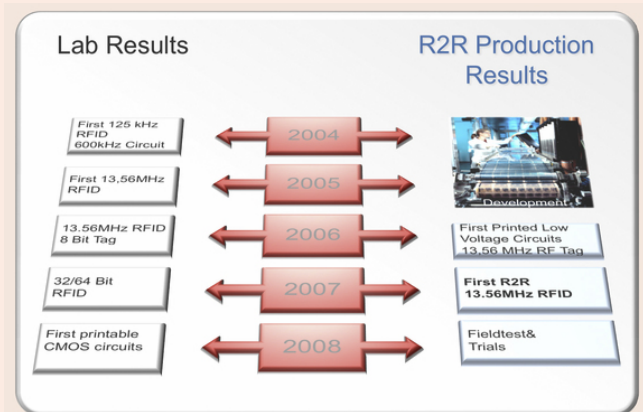 Lab Results
R2R Production
Results
First 125 kHz
RFID
600kHz Circuit
2004
Development
First 13,56MHz
RFID
2005
13.56MHz RFID
8 Bit Tag
2006
First Printed Low
Voltage Circuits
13,56 MHz RF Tag
32/64 Bit
RFID
2007
First R2R
13.56MHz RFID
First printable
CMOS circuits
2008
Fieldtest&
Trials